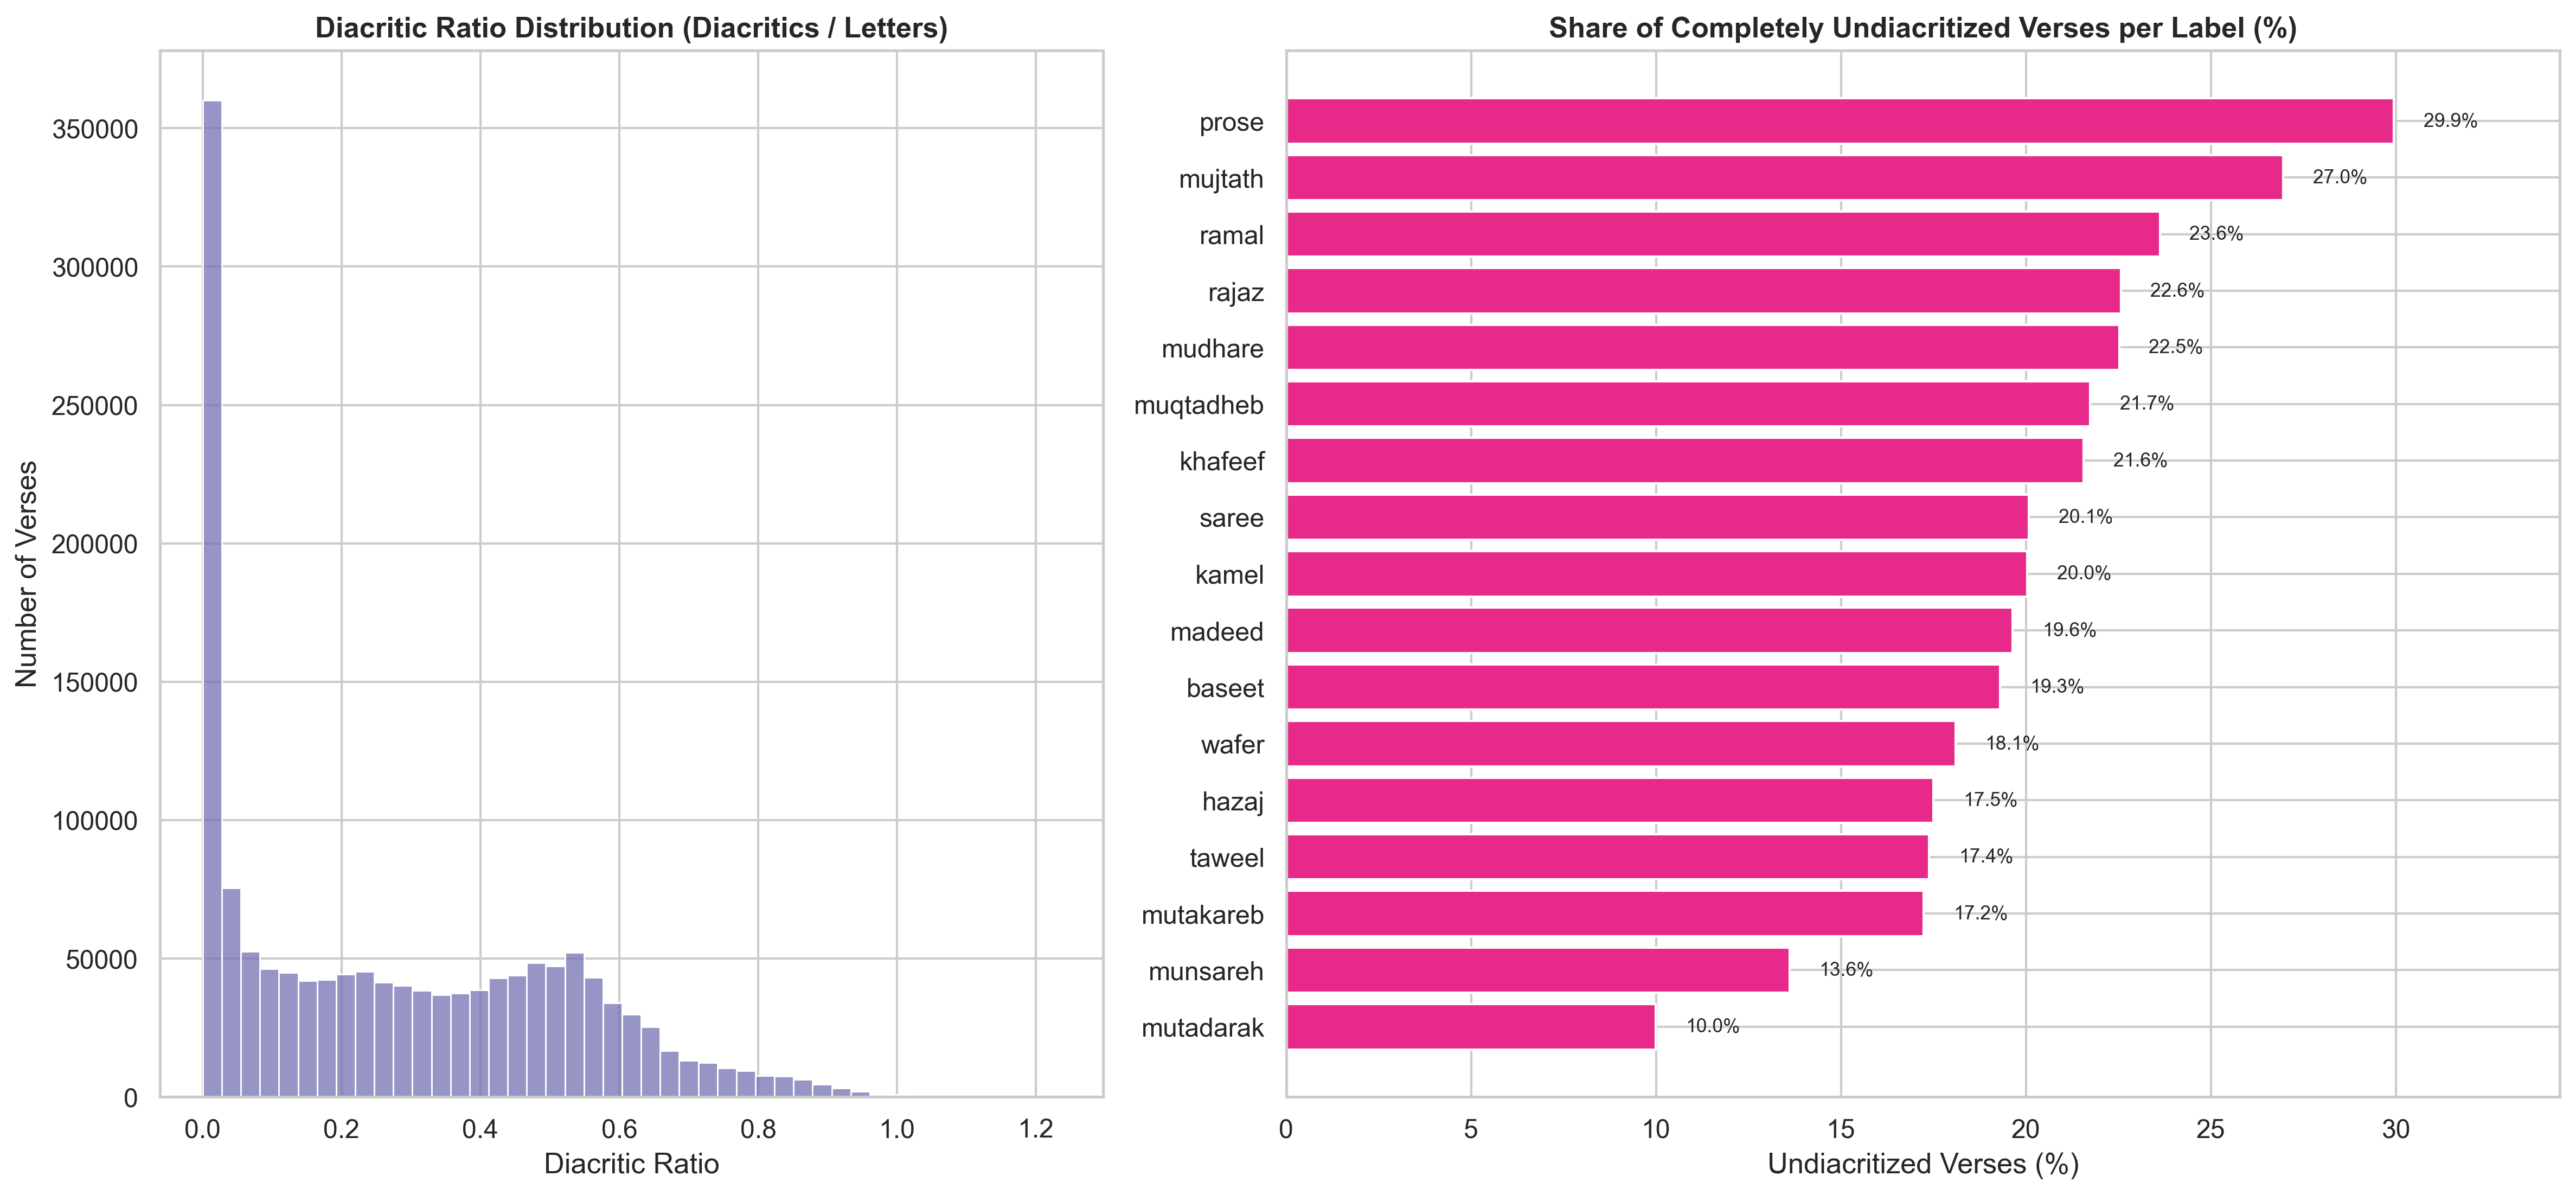 Diacritic Ratio Distribution (Diacritics / Letters)
Number of Verses
350000
300000
250000
200000
150000
100000
50000
0
0.0 0.2 0.4 0.6 0.8 1.0 1.2
Diacritic Ratio
Share of Completely Undiacritized Verses per Label (%)
prose 29.9%
mujtath 27.0%
ramal 23.6%
rajaz 22.6%
mudhare 22.5%
muqtadheb 21.7%
khafeef 21.6%
saree 20.1%
kamel 20.0%
madeed 19.6%
baseet 19.3%
wafer 18.1%
hazaj 17.5%
taweel 17.4%
mutakareb 17.2%
munsareh 13.6%
mutadarak 10.0%
0 5 10 15 20 25 30
Undiacritized Verses (%)